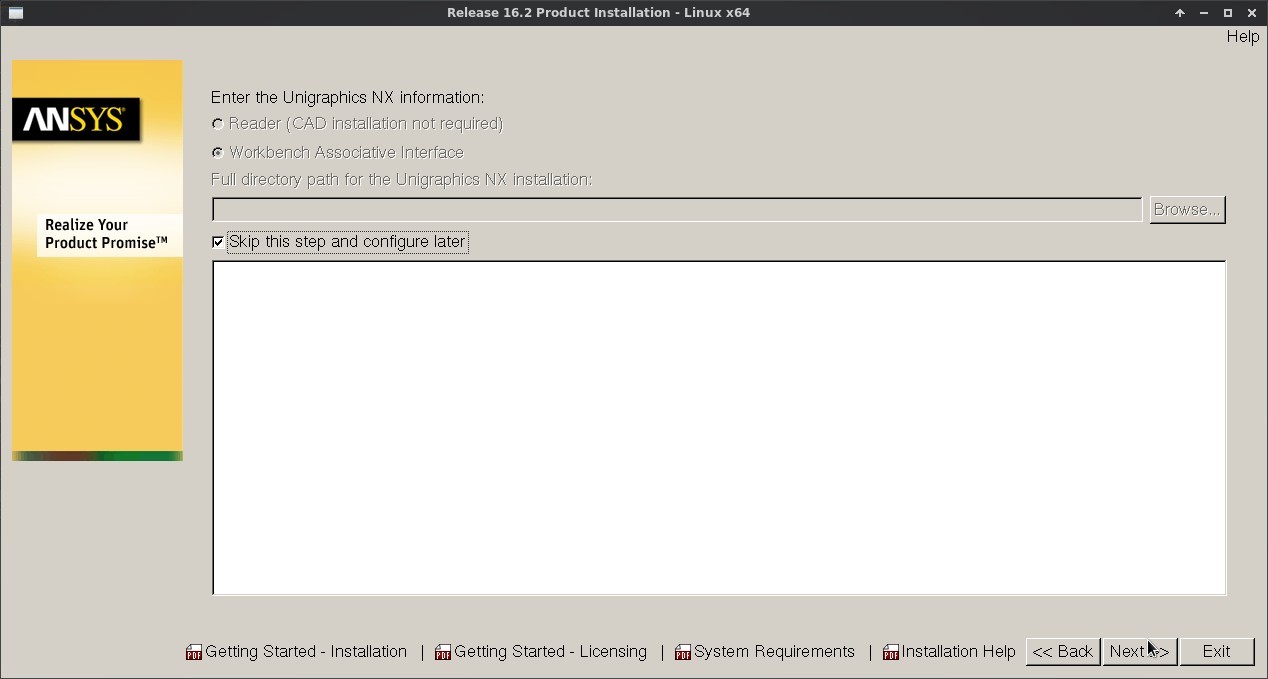 Release 16.2 Product Installation - Linux x64
Help
ANSYS
Realize Your
Product Promise™
Enter the Unigraphics NX information:
Reader (CAD installation not required)
Workbench Associative Interface
Full directory path for the Unigraphics NX installation:
Browse...
Skip this step and configure later
Getting Started - Installation | Getting Started - Licensing | System Requirements | Installation Help << Back Next >> Exit